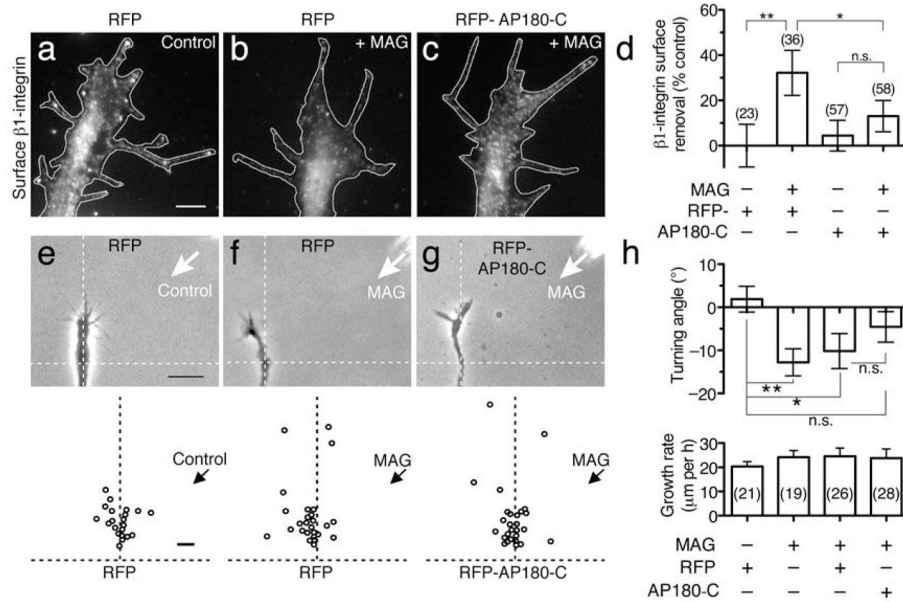 RFP RFP RFP- AP180-C
Surface β1-integrin
a Control
b + MAG
c + MAG
d
β1-integrin surface
removal (% control)
60
40
20
0
**
*
n.s.
(23)
(36)
(57)
(58)
MAG – + – +
RFP- + + – –
AP180-C – – + +
e RFP
Control
f RFP
MAG
g RFP-
AP180-C
MAG
Control
MAG
MAG
RFP RFP RFP-AP180-C
h
Turning angle (°)
10
0
–10
–20
**
*
n.s.
n.s.
Growth rate
(μm per h)
30
20
10
0
(21) (19) (26) (28)
MAG – + + +
RFP + – + –
AP180-C – – – +